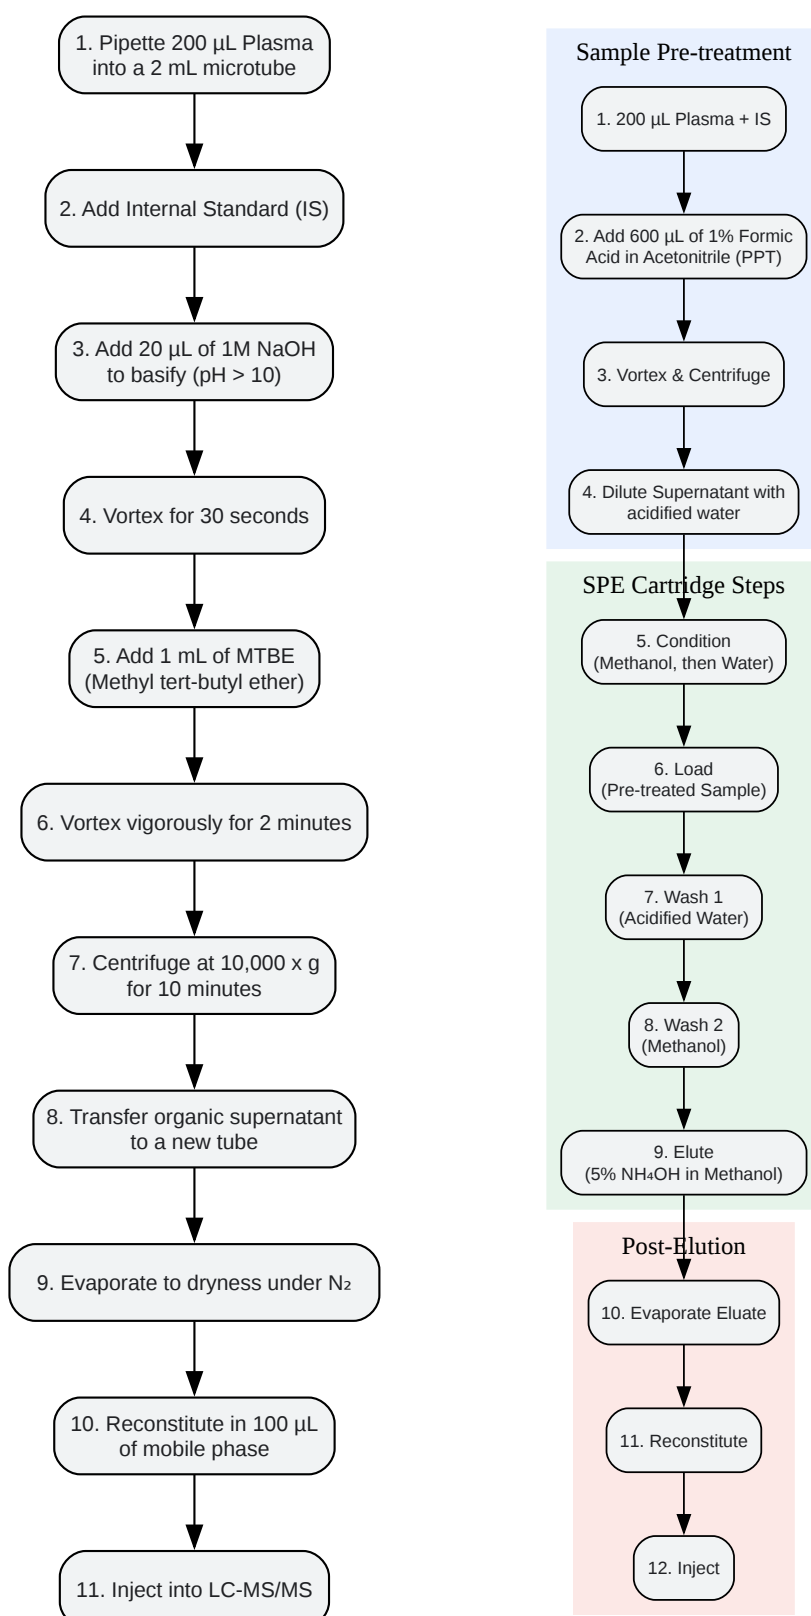 1. Pipette 200 µL Plasma
into a 2 mL microtube
2. Add Internal Standard (IS)
3. Add 20 µL of 1M NaOH
to basify (pH > 10)
4. Vortex for 30 seconds
5. Add 1 mL of MTBE
(Methyl tert-butyl ether)
6. Vortex vigorously for 2 minutes
7. Centrifuge at 10,000 x g
for 10 minutes
8. Transfer organic supernatant
to a new tube
9. Evaporate to dryness under N₂
10. Reconstitute in 100 µL
of mobile phase
11. Inject into LC-MS/MS
Sample Pre-treatment
1. 200 µL Plasma + IS
2. Add 600 µL of 1% Formic
Acid in Acetonitrile (PPT)
3. Vortex & Centrifuge
4. Dilute Supernatant with
acidified water
SPE Cartridge Steps
5. Condition
(Methanol, then Water)
6. Load
(Pre-treated Sample)
7. Wash 1
(Acidified Water)
8. Wash 2
(Methanol)
9. Elute
(5% NH₄OH in Methanol)
Post-Elution
10. Evaporate Eluate
11. Reconstitute
12. Inject